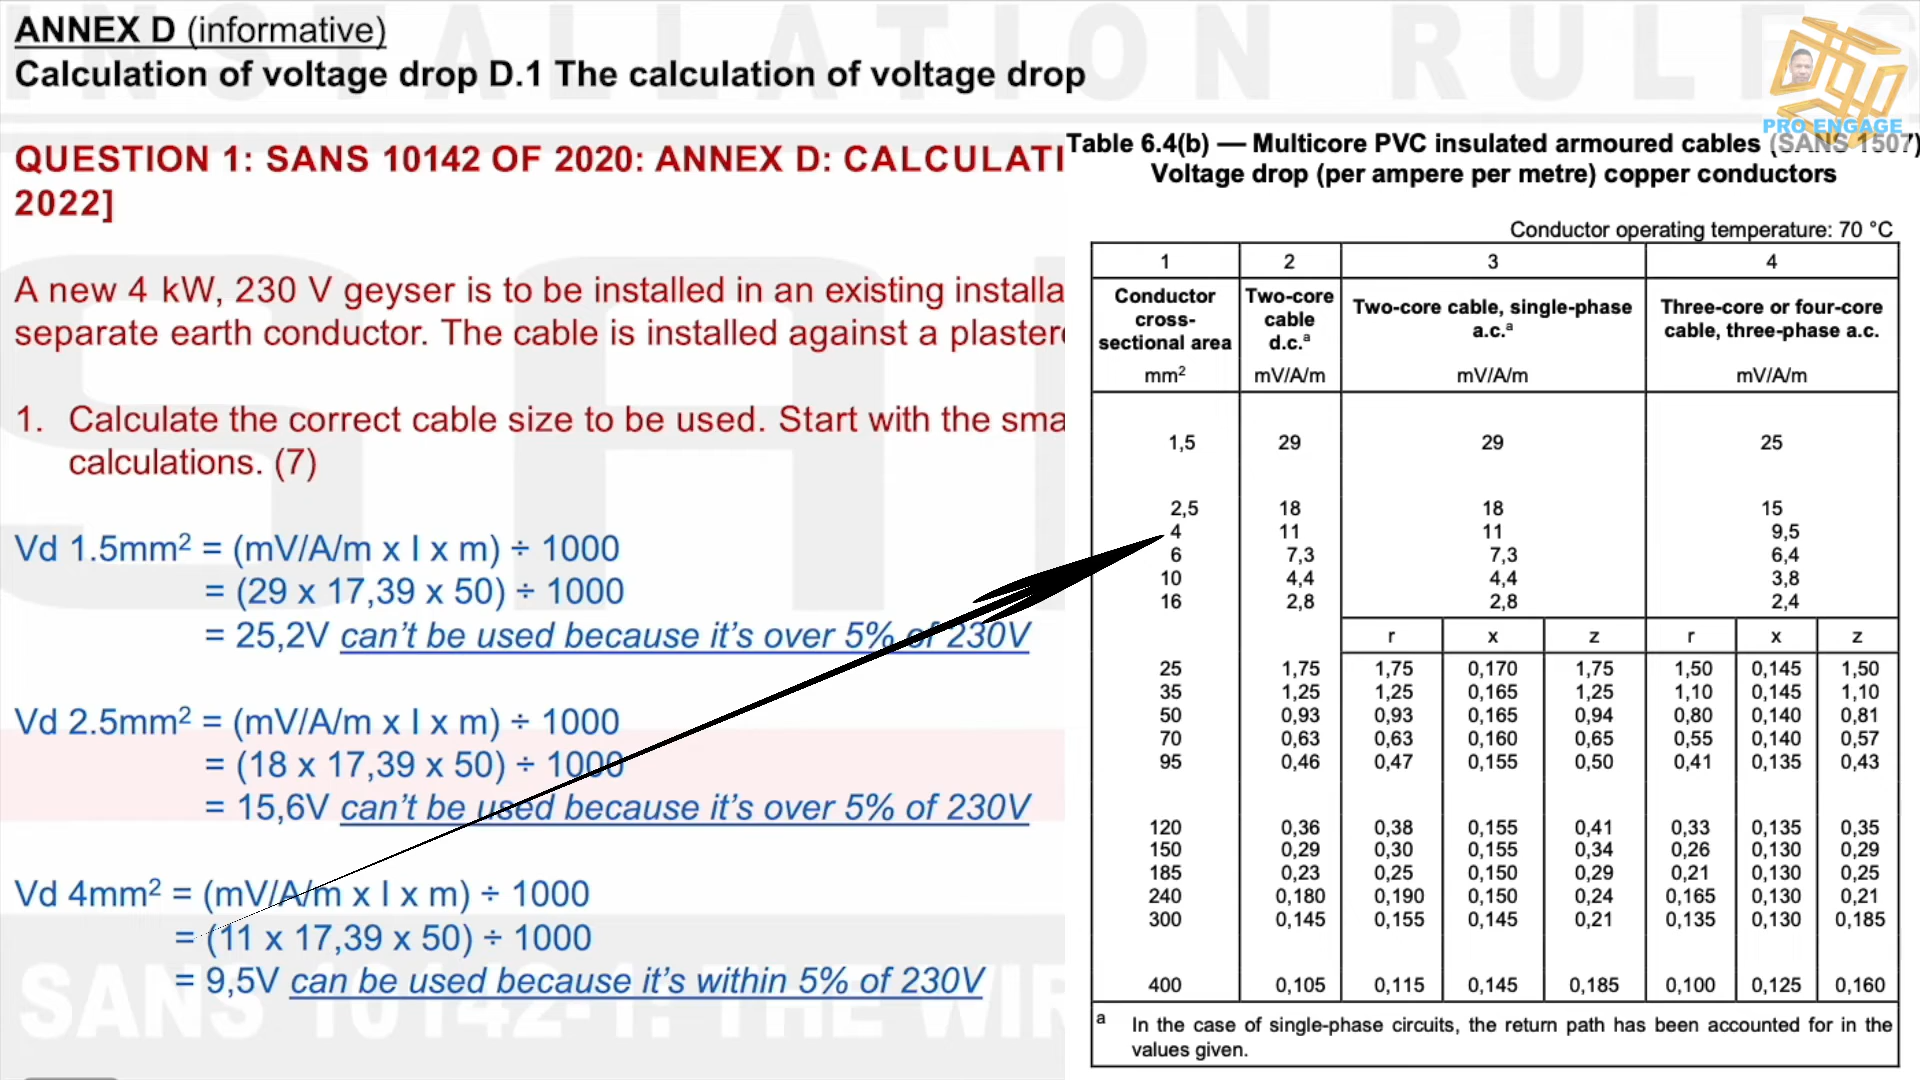 ANNEX D (informative)
Calculation of voltage drop D.1 The calculation of voltage drop
INSTALLATION RULES
PRO ENGAGE
QUESTION 1: SANS 10142 OF 2020: ANNEX D: CALCULATI
2022]
A new 4 kW, 230 V geyser is to be installed in an existing installa
separate earth conductor. The cable is installed against a plaster
1. Calculate the correct cable size to be used. Start with the sma
calculations. (7)
Vd 1.5mm² = (mV/A/m x I x m) ÷ 1000
= (29 x 17,39 x 50) ÷ 1000
= 25,2V can't be used because it's over 5% of 230V
Vd 2.5mm² = (mV/A/m x I x m) ÷ 1000
= (18 x 17,39 x 50) ÷ 1000
= 15,6V can't be used because it's over 5% of 230V
Vd 4mm² = (mV/A/m x I x m) ÷ 1000
= (11 x 17,39 x 50) ÷ 1000
= 9,5V can be used because it's within 5% of 230V
SANS 10142-1: THE WIR
Table 6.4(b) — Multicore PVC insulated armoured cables (SANS 1507)
Voltage drop (per ampere per metre) copper conductors
Conductor operating temperature: 70 °C
1 2 3 4
Conductor cross-sectional area Two-core cable d.c.ᵃ Two-core cable, single-phase a.c.ᵃ Three-core or four-core cable, three-phase a.c.
mm² mV/A/m mV/A/m mV/A/m
1,5 29 29 25
2,5 18 18 15
4 11 11 9,5
6 7,3 7,3 6,4
10 4,4 4,4 3,8
16 2,8 2,8 2,4
r x z r x z
25 1,75 1,75 0,170 1,75 1,50 0,145 1,50
35 1,25 1,25 0,165 1,25 1,10 0,145 1,10
50 0,93 0,93 0,165 0,94 0,80 0,140 0,81
70 0,63 0,63 0,160 0,65 0,55 0,140 0,57
95 0,46 0,47 0,155 0,50 0,41 0,135 0,43
120 0,36 0,38 0,155 0,41 0,33 0,135 0,35
150 0,29 0,30 0,155 0,34 0,26 0,130 0,29
185 0,23 0,25 0,150 0,29 0,21 0,130 0,25
240 0,180 0,190 0,150 0,24 0,165 0,130 0,21
300 0,145 0,155 0,145 0,21 0,135 0,130 0,185
400 0,105 0,115 0,145 0,185 0,100 0,125 0,160
a In the case of single-phase circuits, the return path has been accounted for in the
values given.